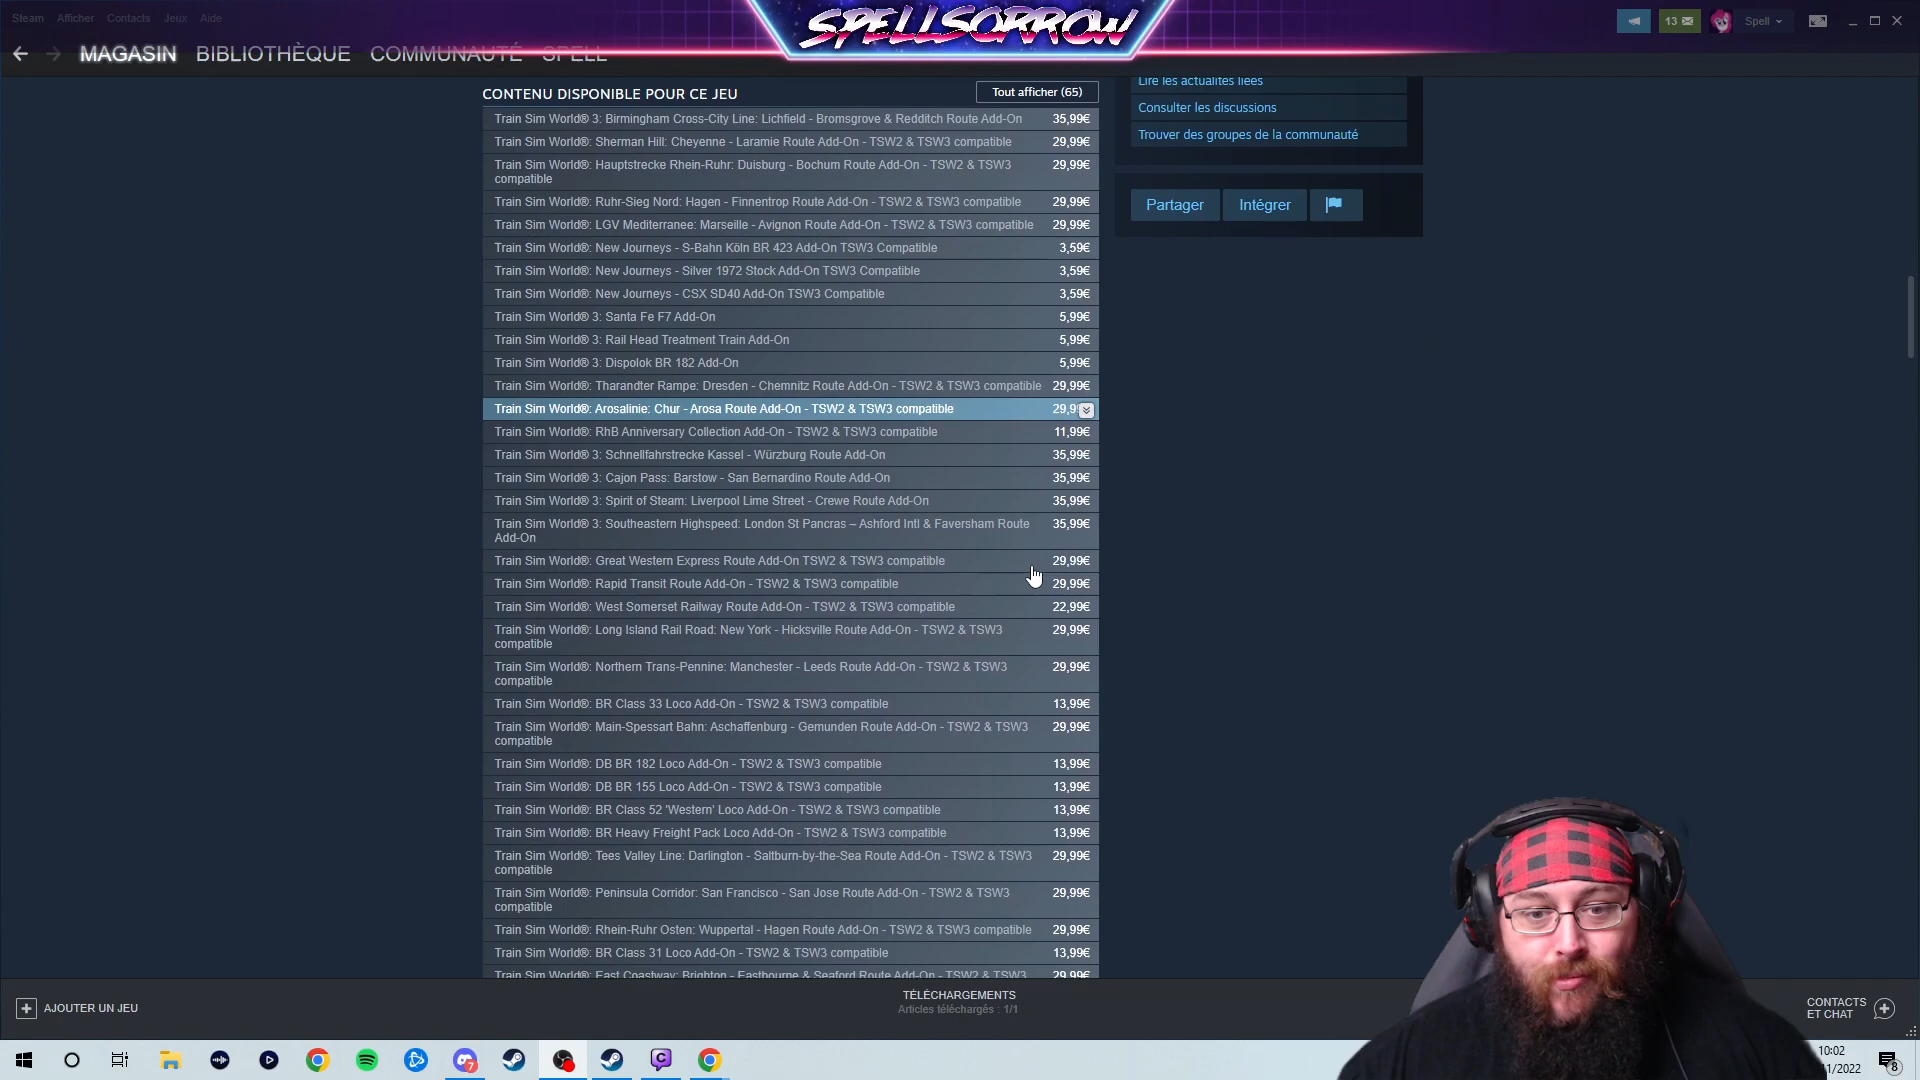 Steam Afficher Contacts Jeux Aide
SPELLSORROW
13
Spell
MAGASIN BIBLIOTHÈQUE COMMUNAUTÉ SPELL
CONTENU DISPONIBLE POUR CE JEU
Tout afficher (65)
Train Sim World® 3: Birmingham Cross-City Line: Lichfield - Bromsgrove & Redditch Route Add-On 35,99€
Train Sim World®: Sherman Hill: Cheyenne - Laramie Route Add-On - TSW2 & TSW3 compatible 29,99€
Train Sim World®: Hauptstrecke Rhein-Ruhr: Duisburg - Bochum Route Add-On - TSW2 & TSW3 29,99€
compatible
Train Sim World®: Ruhr-Sieg Nord: Hagen - Finnentrop Route Add-On - TSW2 & TSW3 compatible 29,99€
Train Sim World®: LGV Mediterranee: Marseille - Avignon Route Add-On - TSW2 & TSW3 compatible 29,99€
Train Sim World®: New Journeys - S-Bahn Köln BR 423 Add-On TSW3 Compatible 3,59€
Train Sim World®: New Journeys - Silver 1972 Stock Add-On TSW3 Compatible 3,59€
Train Sim World®: New Journeys - CSX SD40 Add-On TSW3 Compatible 3,59€
Train Sim World® 3: Santa Fe F7 Add-On 5,99€
Train Sim World® 3: Rail Head Treatment Train Add-On 5,99€
Train Sim World® 3: Dispolok BR 182 Add-On 5,99€
Train Sim World®: Tharandter Rampe: Dresden - Chemnitz Route Add-On - TSW2 & TSW3 compatible 29,99€
Train Sim World®: Arosalinie: Chur - Arosa Route Add-On - TSW2 & TSW3 compatible 29,9
Train Sim World®: RhB Anniversary Collection Add-On - TSW2 & TSW3 compatible 11,99€
Train Sim World® 3: Schnellfahrstrecke Kassel - Würzburg Route Add-On 35,99€
Train Sim World® 3: Cajon Pass: Barstow - San Bernardino Route Add-On 35,99€
Train Sim World® 3: Spirit of Steam: Liverpool Lime Street - Crewe Route Add-On 35,99€
Train Sim World® 3: Southeastern Highspeed: London St Pancras – Ashford Intl & Faversham Route 35,99€
Add-On
Train Sim World®: Great Western Express Route Add-On TSW2 & TSW3 compatible 29,99€
Train Sim World®: Rapid Transit Route Add-On - TSW2 & TSW3 compatible 29,99€
Train Sim World®: West Somerset Railway Route Add-On - TSW2 & TSW3 compatible 22,99€
Train Sim World®: Long Island Rail Road: New York - Hicksville Route Add-On - TSW2 & TSW3 29,99€
compatible
Train Sim World®: Northern Trans-Pennine: Manchester - Leeds Route Add-On - TSW2 & TSW3 29,99€
compatible
Train Sim World®: BR Class 33 Loco Add-On - TSW2 & TSW3 compatible 13,99€
Train Sim World®: Main-Spessart Bahn: Aschaffenburg - Gemunden Route Add-On - TSW2 & TSW3 29,99€
compatible
Train Sim World®: DB BR 182 Loco Add-On - TSW2 & TSW3 compatible 13,99€
Train Sim World®: DB BR 155 Loco Add-On - TSW2 & TSW3 compatible 13,99€
Train Sim World®: BR Class 52 'Western' Loco Add-On - TSW2 & TSW3 compatible 13,99€
Train Sim World®: BR Heavy Freight Pack Loco Add-On - TSW2 & TSW3 compatible 13,99€
Train Sim World®: Tees Valley Line: Darlington - Saltburn-by-the-Sea Route Add-On - TSW2 & TSW3 29,99€
compatible
Train Sim World®: Peninsula Corridor: San Francisco - San Jose Route Add-On - TSW2 & TSW3 29,99€
compatible
Train Sim World®: Rhein-Ruhr Osten: Wuppertal - Hagen Route Add-On - TSW2 & TSW3 compatible 29,99€
Train Sim World®: BR Class 31 Loco Add-On - TSW2 & TSW3 compatible 13,99€
Train Sim World®: East Coastway: Brighton - Eastbourne & Seaford Route Add-On - TSW2 & TSW3 29,99€
Lire les actualités liées
Consulter les discussions
Trouver des groupes de la communauté
Partager Intégrer
AJOUTER UN JEU
TÉLÉCHARGEMENTS
Articles téléchargés : 1/1
CONTACTS
ET CHAT
7
10:02
11/2022
8